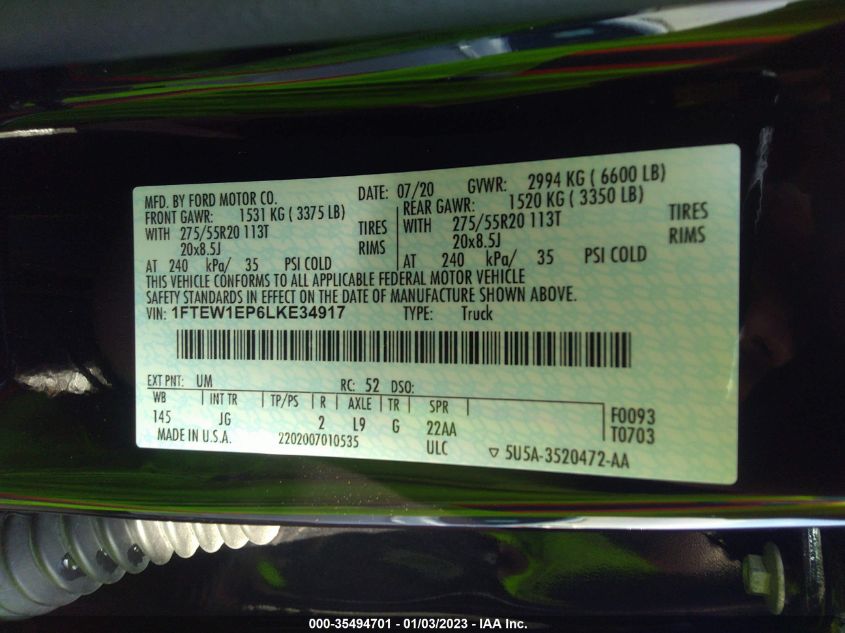 MFD. BY FORD MOTOR CO. DATE: 07/20 GVWR: 2994 KG ( 6600 LB)
FRONT GAWR: 1531 KG ( 3375 LB) REAR GAWR: 1520 KG ( 3350 LB)
WITH 275/55R20 113T TIRES WITH 275/55R20 113T TIRES
20x8.5J RIMS 20x8.5J RIMS
AT 240 kPa/ 35 PSI COLD AT 240 kPa/ 35 PSI COLD
THIS VEHICLE CONFORMS TO ALL APPLICABLE FEDERAL MOTOR VEHICLE
SAFETY STANDARDS IN EFFECT ON THE DATE OF MANUFACTURE SHOWN ABOVE.
VIN: 1FTEW1EP6LKE34917 TYPE: Truck
EXT PNT: UM RC: 52 DSO:
WB INT TR TP/PS R AXLE TR SPR
145 JG 2 L9 G 22AA F0093
T0703
MADE IN U.S.A. 2202007010535 ULC ▽ 5U5A-3520472-AA
000-35494701 - 01/03/2023 - IAA Inc.